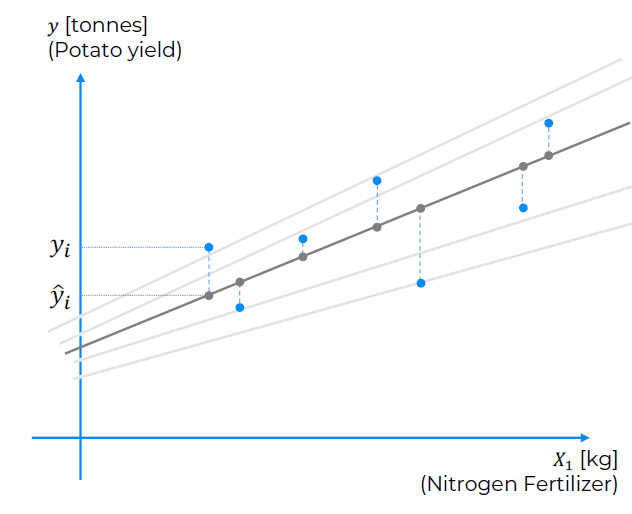 y [tonnes]
(Potato yield)
yᵢ
ŷᵢ
X₁ [kg]
(Nitrogen Fertilizer)